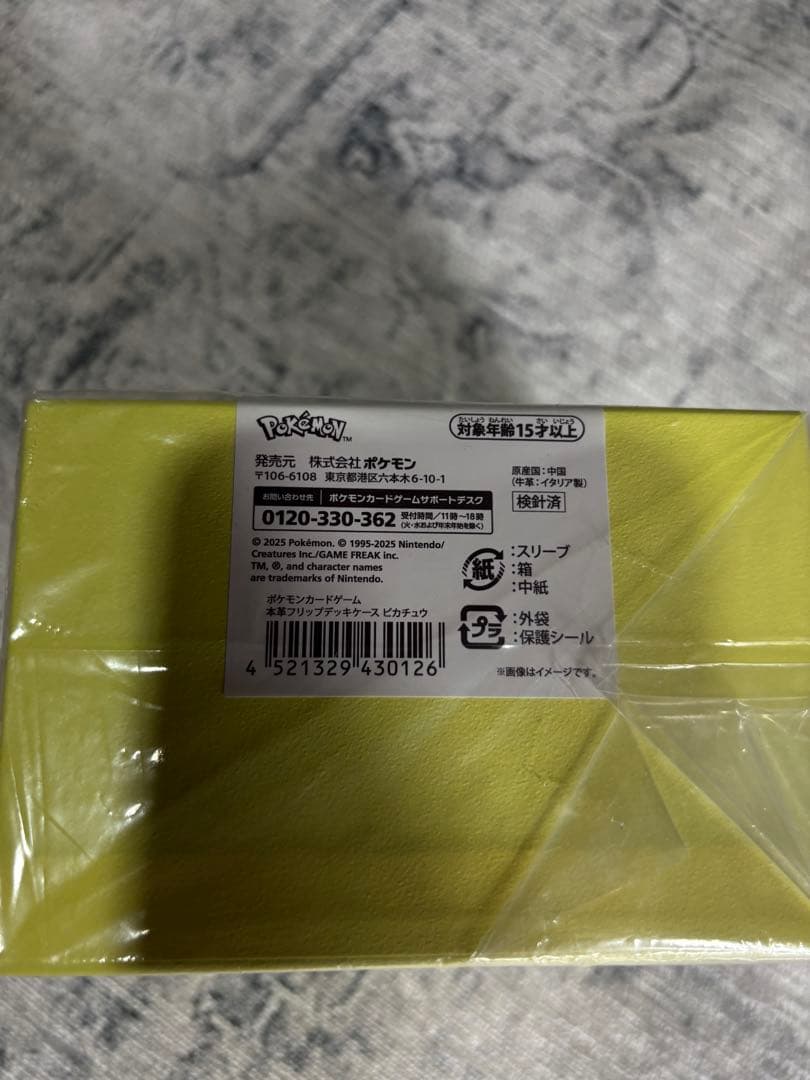 POKéMON™
たいしょう ねんれい さい いじょう
対象年齢15才以上
発売元 株式会社ポケモン
〒106-6108 東京都港区六本木6-10-1
お問い合わせ先 ポケモンカードゲームサポートデスク
0120-330-362 受付時間/11時~18時
(火・水および年末年始を除く)
© 2025 Pokémon. © 1995-2025 Nintendo/
Creatures Inc./GAME FREAK inc.
TM, ®, and character names
are trademarks of Nintendo.
ポケモンカードゲーム
本革フリップデッキケース ピカチュウ
4 521329 430126
原産国:中国
(牛革:イタリア製)
検針済
紙 :スリーブ
:箱
:中紙
プラ :外袋
:保護シール
※画像はイメージです。